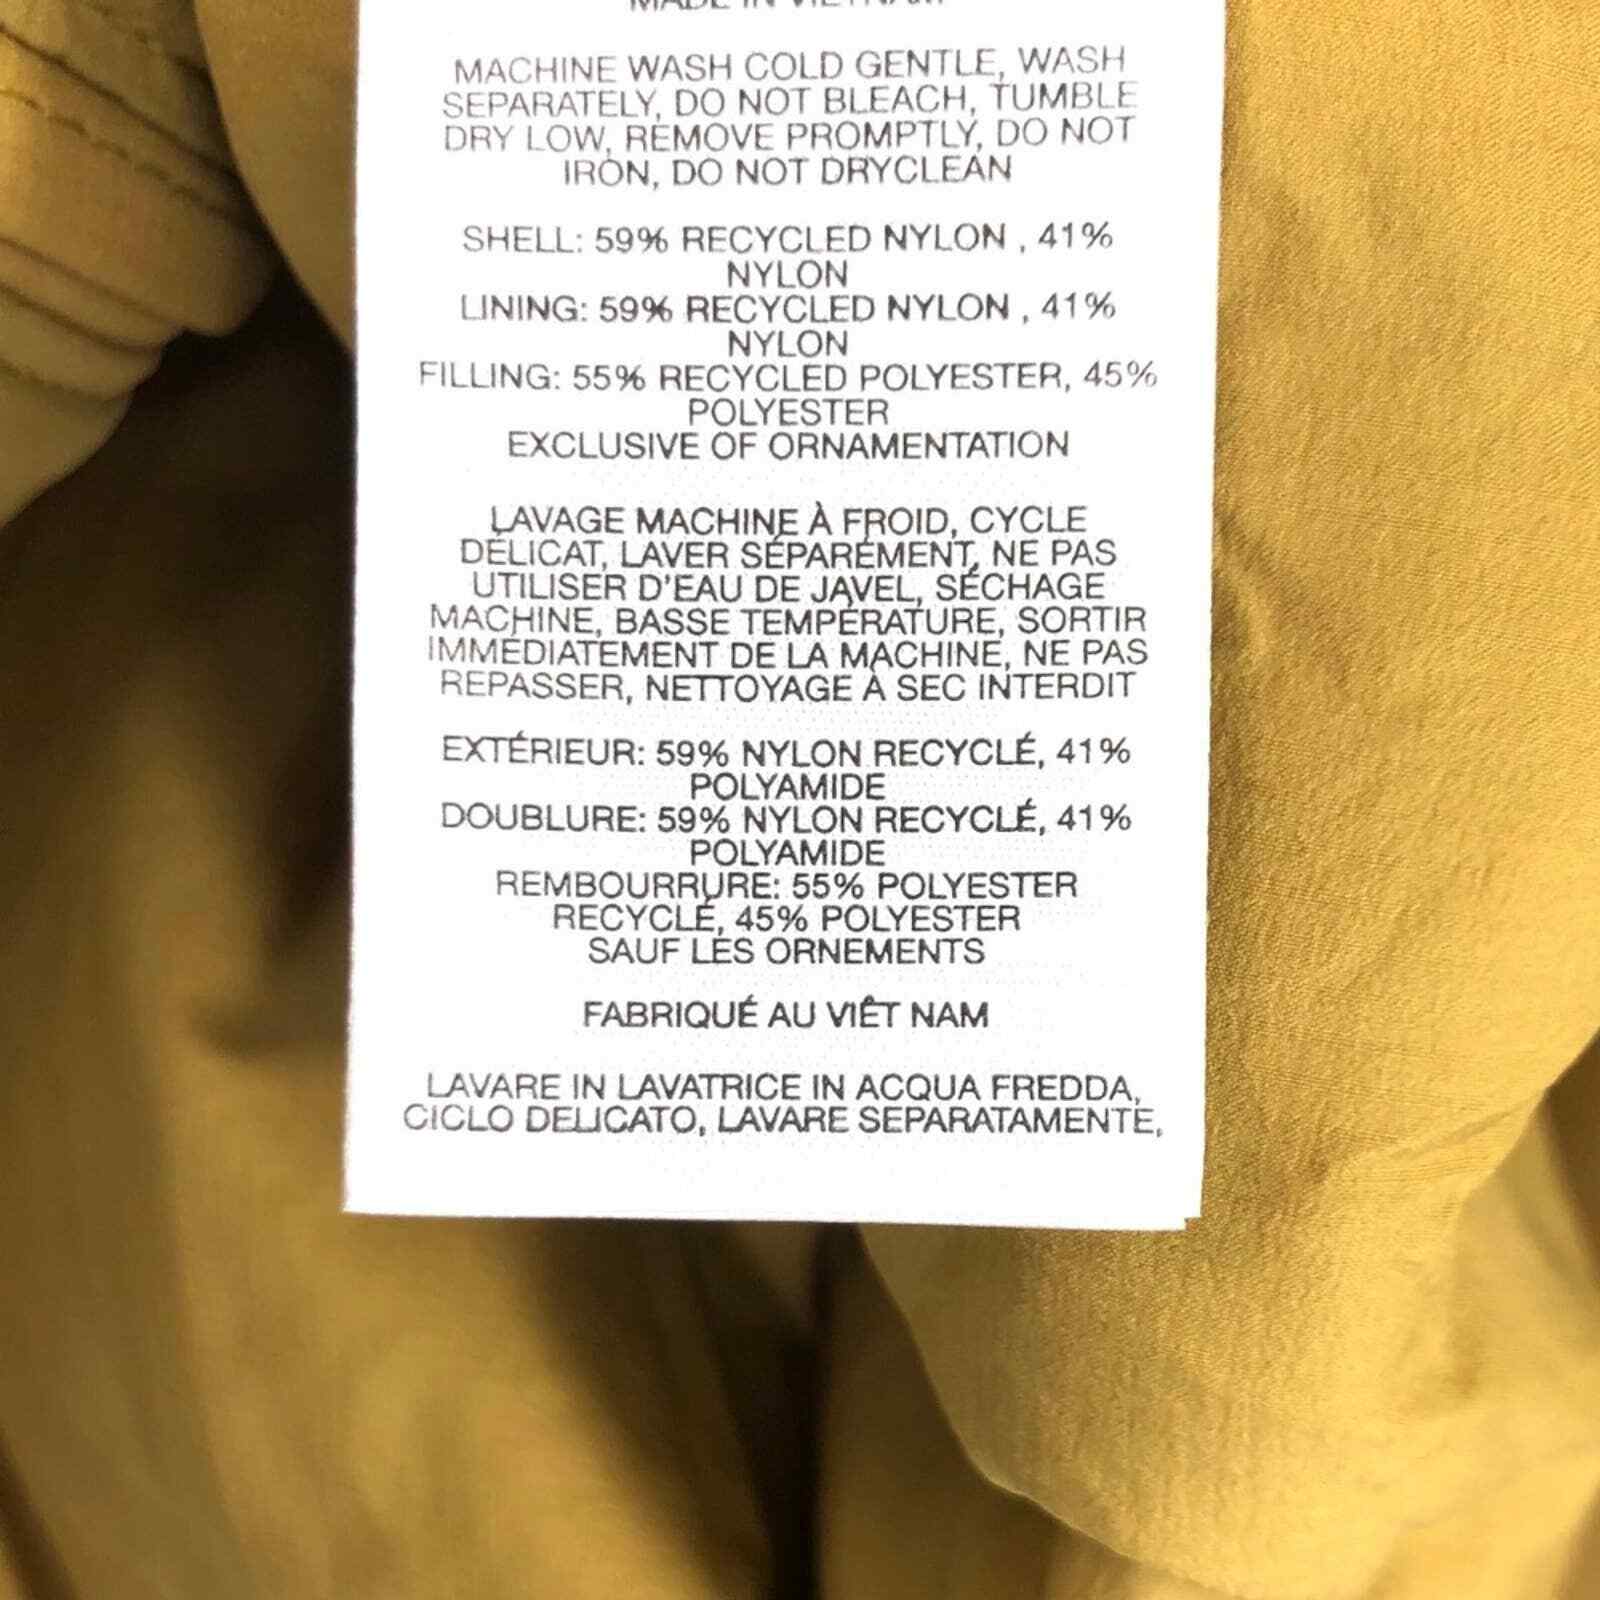 MADE IN VIETNAM
MACHINE WASH COLD GENTLE, WASH
SEPARATELY, DO NOT BLEACH, TUMBLE
DRY LOW, REMOVE PROMPTLY, DO NOT
IRON, DO NOT DRYCLEAN
SHELL: 59% RECYCLED NYLON , 41%
NYLON
LINING: 59% RECYCLED NYLON , 41%
NYLON
FILLING: 55% RECYCLED POLYESTER, 45%
POLYESTER
EXCLUSIVE OF ORNAMENTATION
LAVAGE MACHINE À FROID, CYCLE
DÉLICAT, LAVER SÉPARÉMENT, NE PAS
UTILISER D'EAU DE JAVEL, SÉCHAGE
MACHINE, BASSE TEMPÉRATURE, SORTIR
IMMÉDIATEMENT DE LA MACHINE, NE PAS
REPASSER, NETTOYAGE À SEC INTERDIT
EXTÉRIEUR: 59% NYLON RECYCLÉ, 41%
POLYAMIDE
DOUBLURE: 59% NYLON RECYCLÉ, 41%
POLYAMIDE
REMBOURRURE: 55% POLYESTER
RECYCLÉ, 45% POLYESTER
SAUF LES ORNEMENTS
FABRIQUÉ AU VIÊT NAM
LAVARE IN LAVATRICE IN ACQUA FREDDA,
CICLO DELICATO, LAVARE SEPARATAMENTE,